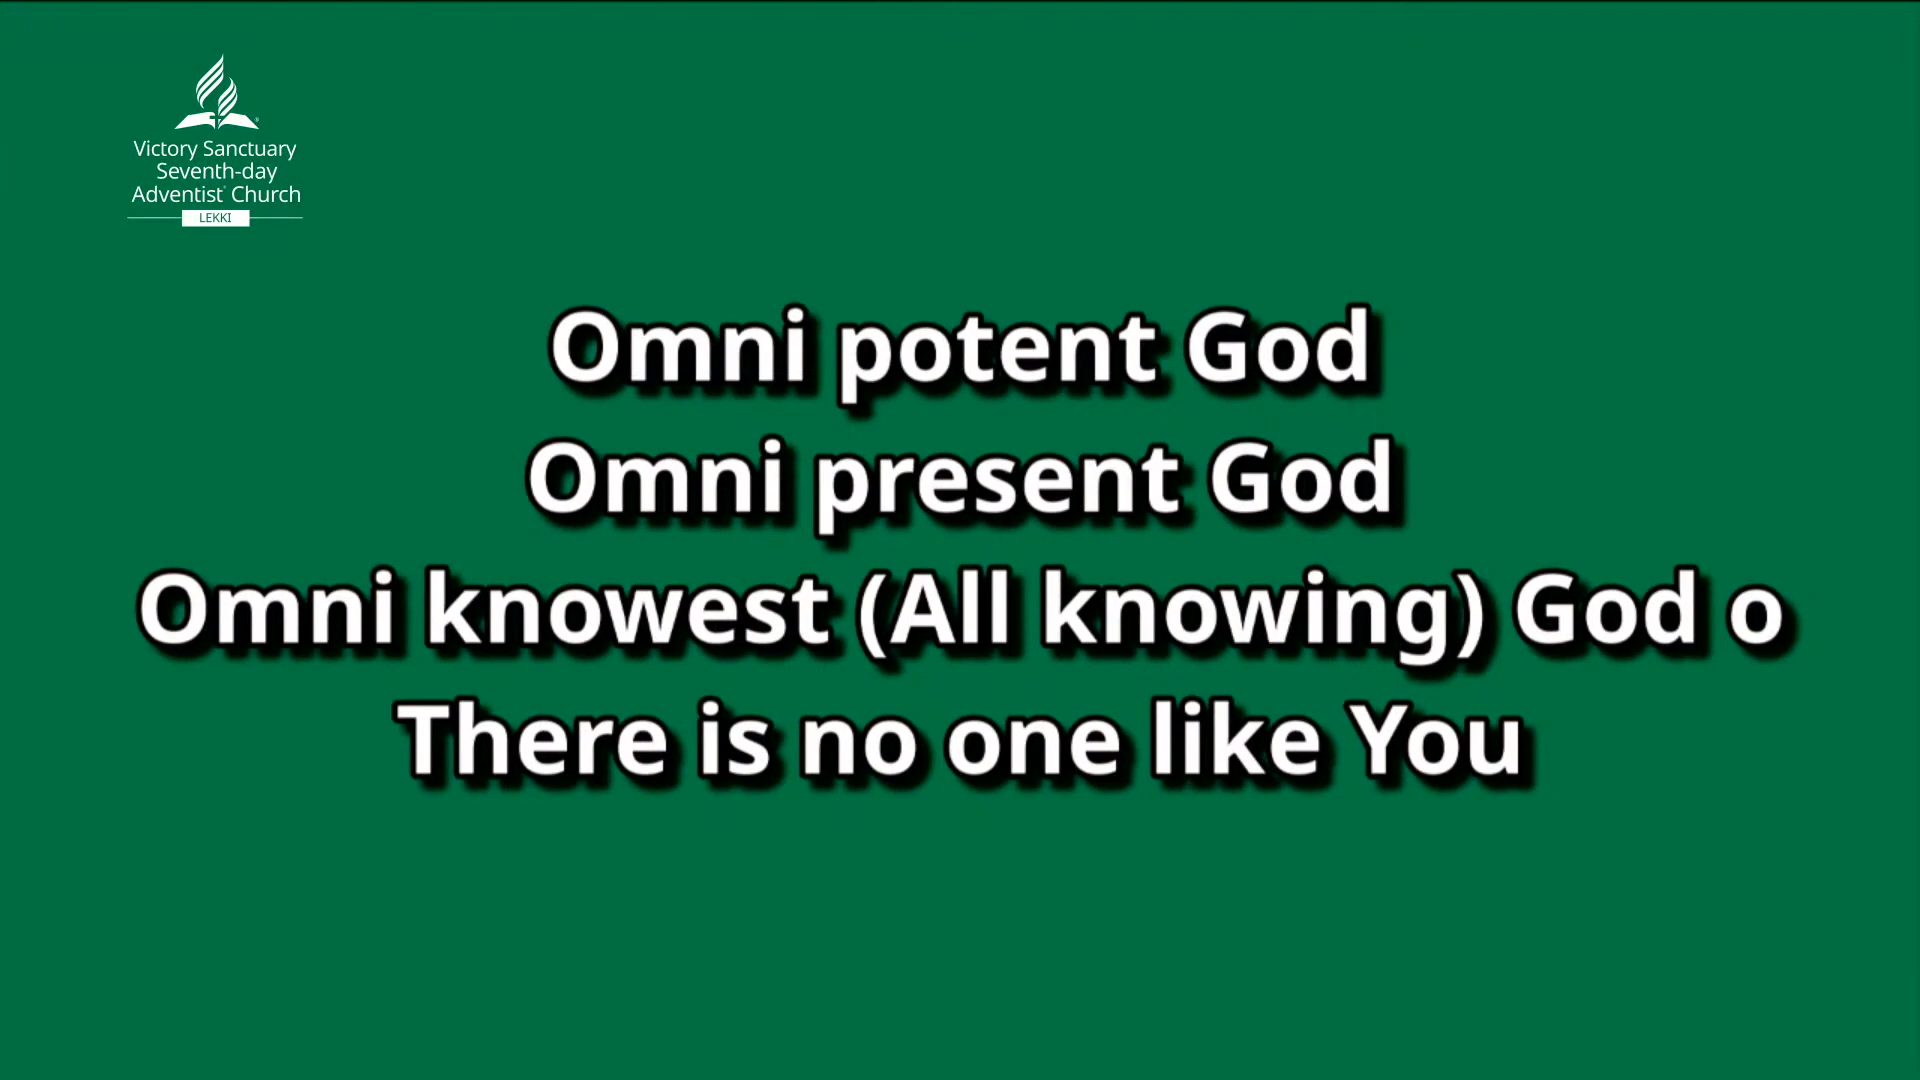 Victory Sanctuary
Seventh-day
Adventist Church
LEKKI
Omni potent God
Omni present God
Omni knowest (All knowing) God o
There is no one like You